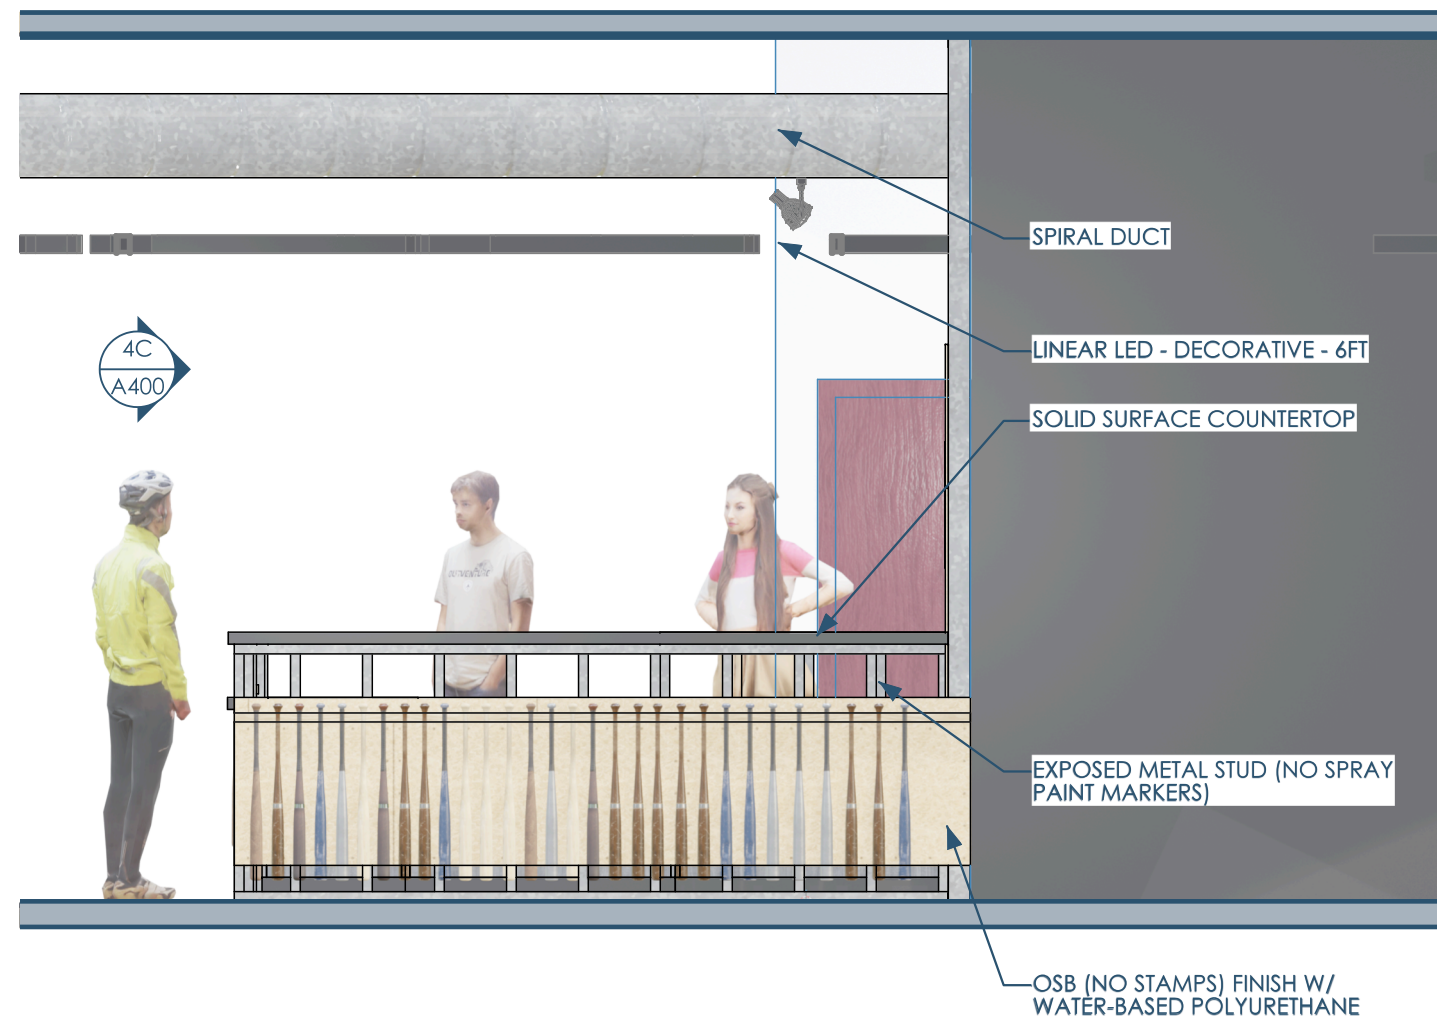 SPIRAL DUCT
LINEAR LED - DECORATIVE - 6FT
4C
A400
SOLID SURFACE COUNTERTOP
EXPOSED METAL STUD (NO SPRAY
PAINT MARKERS)
OSB (NO STAMPS) FINISH W/
WATER-BASED POLYURETHANE